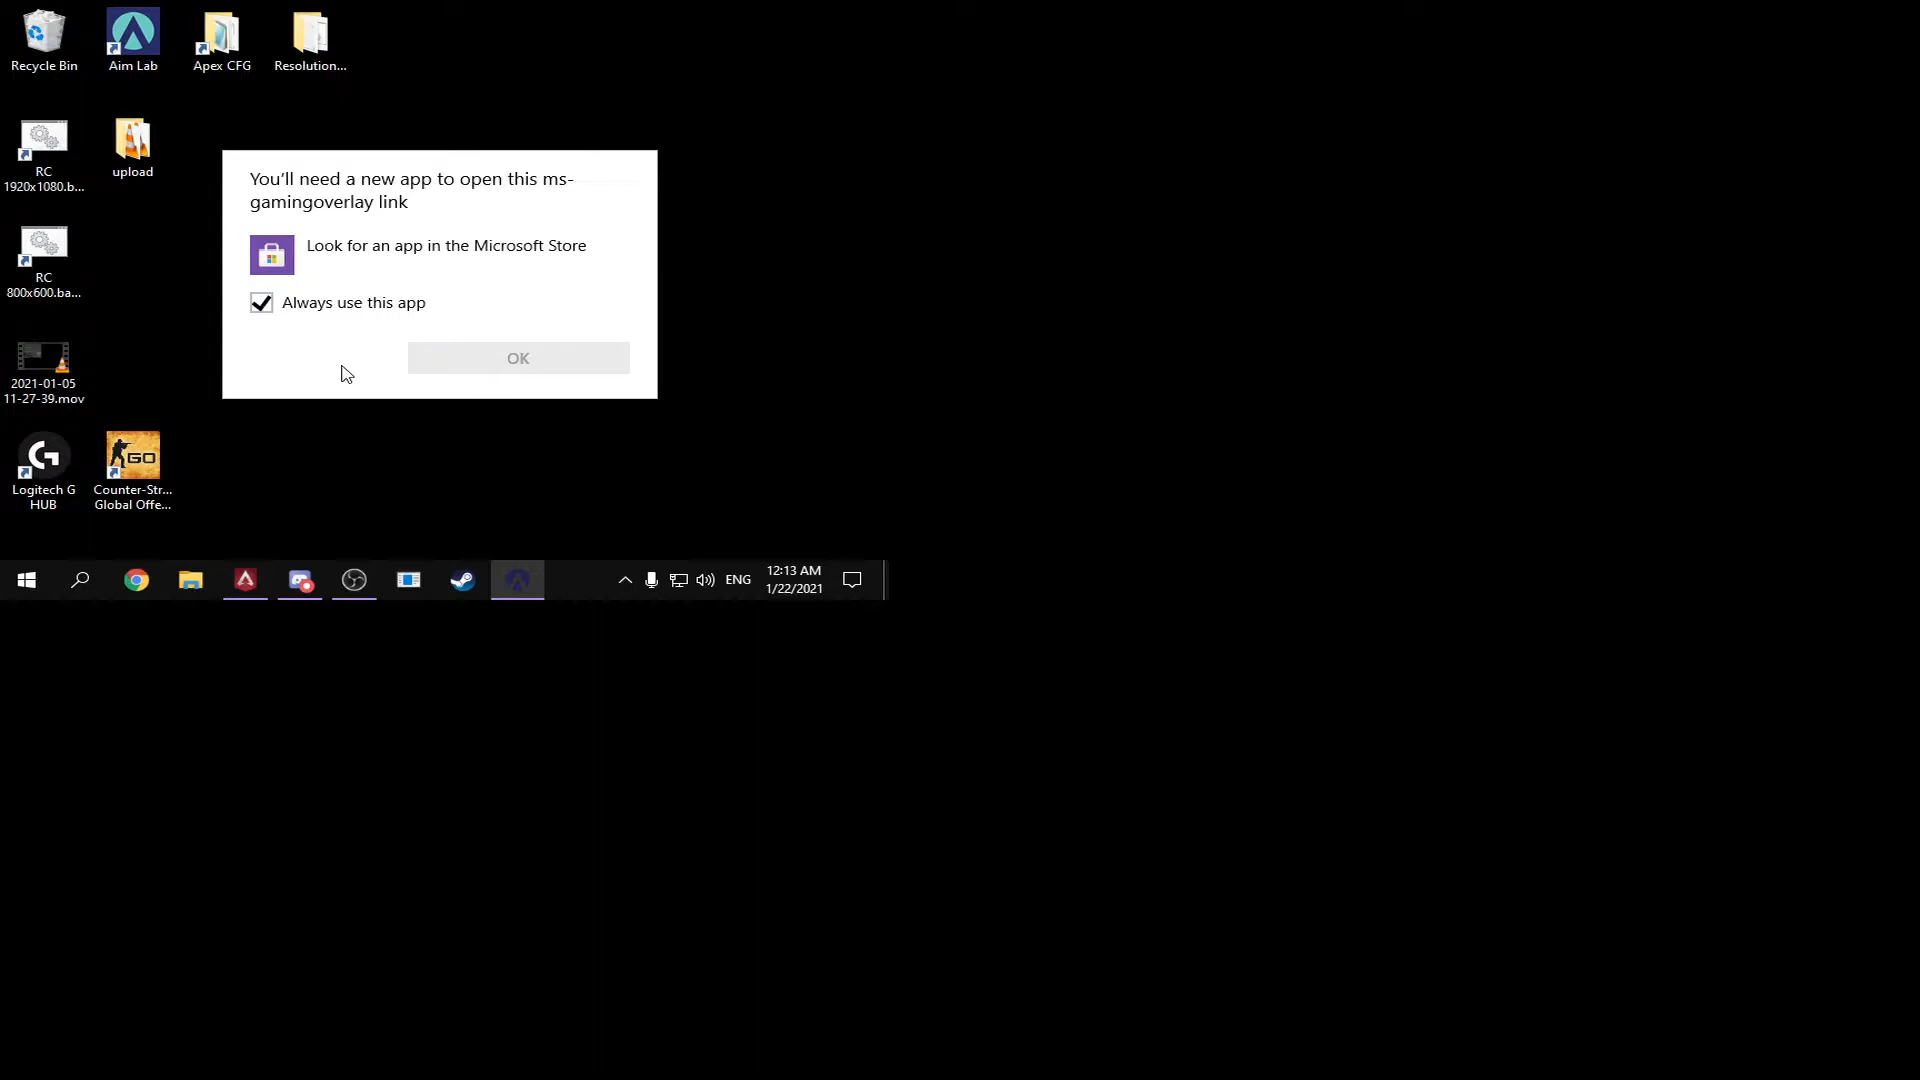 Recycle Bin
Aim Lab
Apex CFG
Resolution...
RC
1920x1080.b...
upload
RC
800x600.ba...
2021-01-05
11-27-39.mov
Logitech G
HUB
GO
Counter-Str...
Global Offe...
You'll need a new app to open this ms-
gamingoverlay link
Look for an app in the Microsoft Store
Always use this app
OK
ENG
12:13 AM
1/22/2021